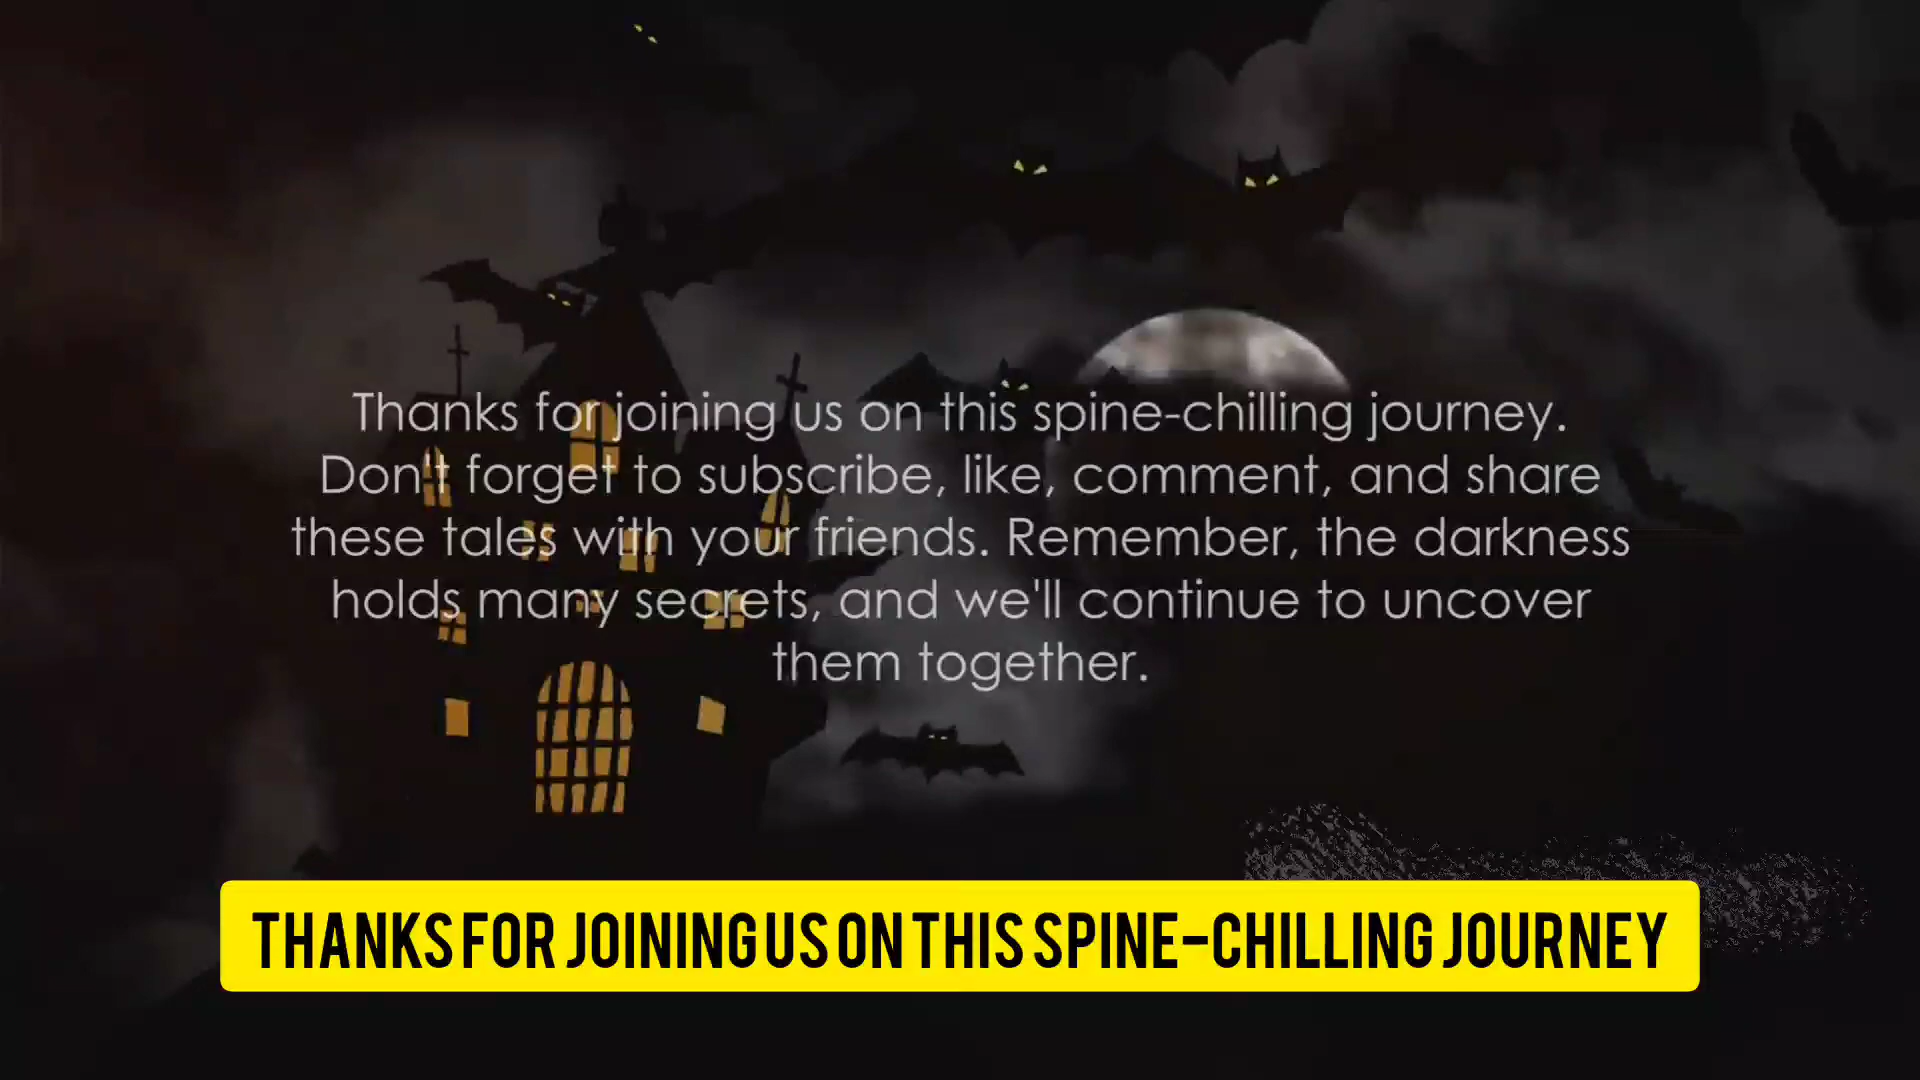 Thanks for joining us on this spine-chilling journey.
Don't forget to subscribe, like, comment, and share
these tales with your friends. Remember, the darkness
holds many secrets, and we'll continue to uncover
them together.
THANKS FOR JOINING US ON THIS SPINE-CHILLING JOURNEY